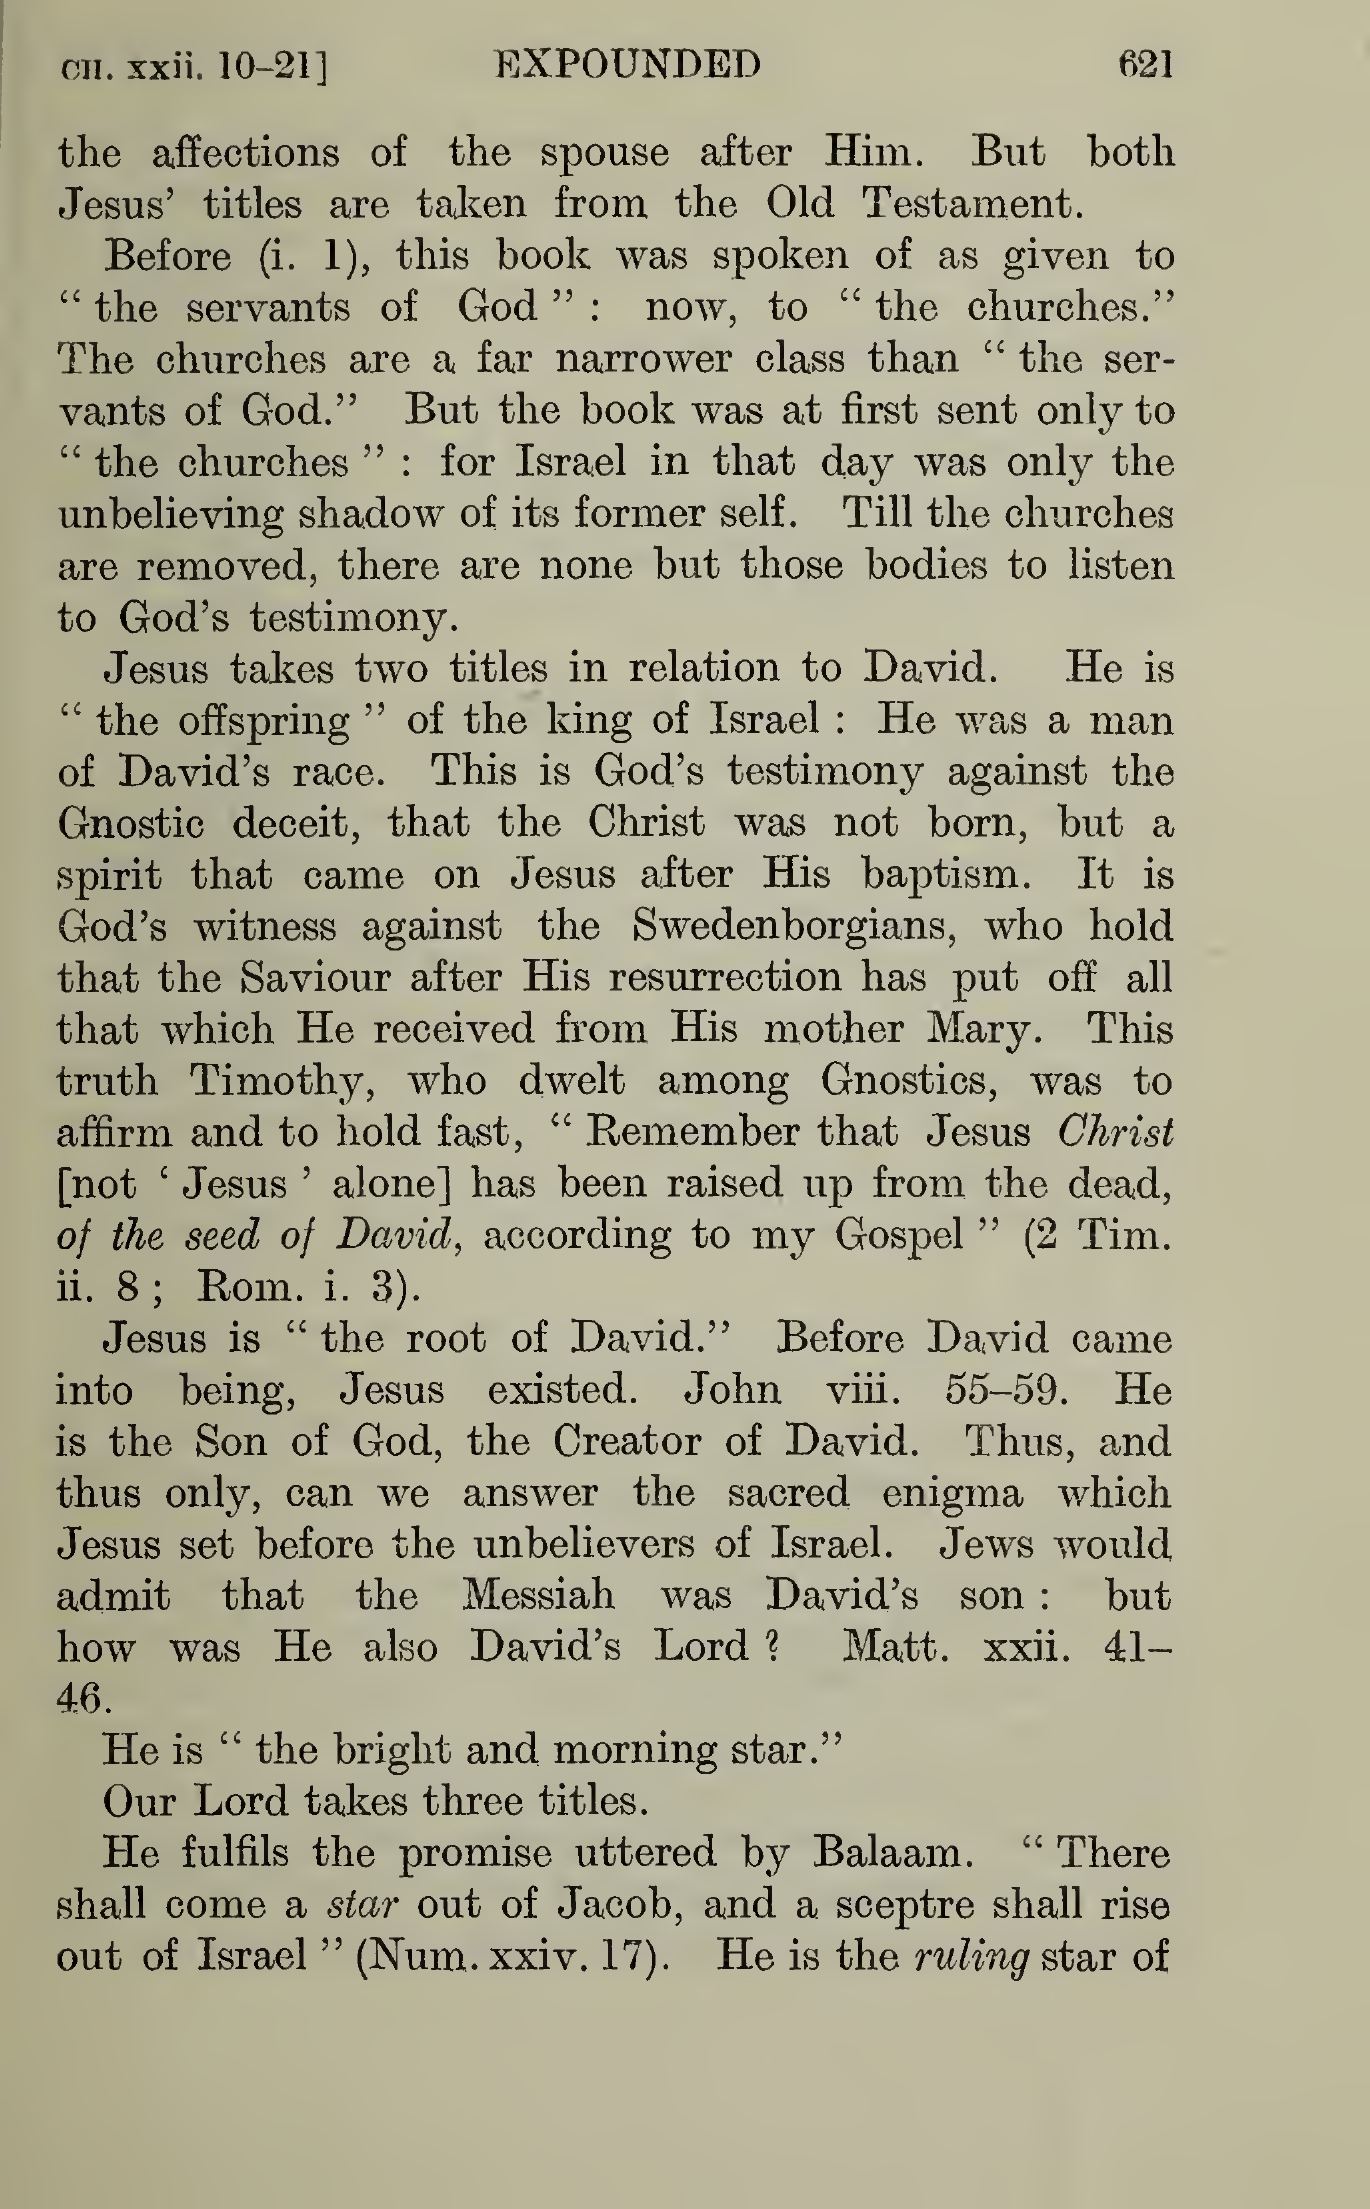 CH. xxii. 10–21] EXPOUNDED 621
the affections of the spouse after Him. But both
Jesus’ titles are taken from the Old Testament.
Before (i. 1), this book was spoken of as given to
“ the servants of God ” : now, to “ the churches.”
The churches are a far narrower class than “ the ser-
vants of God.” But the book was at first sent only to
“ the churches ” : for Israel in that day was only the
unbelieving shadow of its former self. Till the churches
are removed, there are none but those bodies to listen
to God’s testimony.
Jesus takes two titles in relation to David. He is
“ the offspring ” of the king of Israel : He was a man
of David’s race. This is God’s testimony against the
Gnostic deceit, that the Christ was not born, but a
spirit that came on Jesus after His baptism. It is
God’s witness against the Swedenborgians, who hold
that the Saviour after His resurrection has put off all
that which He received from His mother Mary. This
truth Timothy, who dwelt among Gnostics, was to
affirm and to hold fast, “ Remember that Jesus Christ
[not ‘ Jesus ’ alone] has been raised up from the dead,
of the seed of David, according to my Gospel ” (2 Tim.
ii. 8 ; Rom. i. 3).
Jesus is “ the root of David.” Before David came
into being, Jesus existed. John viii. 55–59. He
is the Son of God, the Creator of David. Thus, and
thus only, can we answer the sacred enigma which
Jesus set before the unbelievers of Israel. Jews would
admit that the Messiah was David’s son : but
how was He also David’s Lord ? Matt. xxii. 41–
46.
He is “ the bright and morning star.”
Our Lord takes three titles.
He fulfils the promise uttered by Balaam. “ There
shall come a star out of Jacob, and a sceptre shall rise
out of Israel ” (Num. xxiv. 17). He is the ruling star of